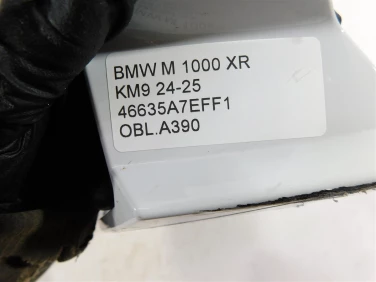 BMW M 1000 XR
KM9 24-25
46635A7EFF1
OBL.A390